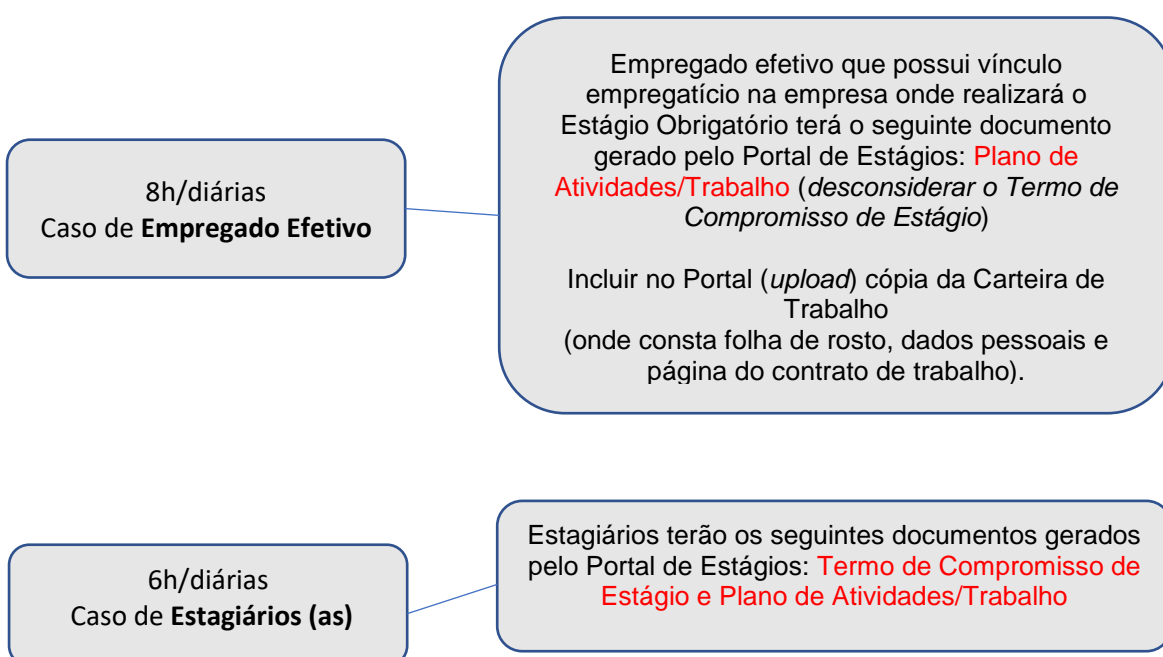 8h/diárias
Caso de Empregado Efetivo
Empregado efetivo que possui vínculo
empregatício na empresa onde realizará o
Estágio Obrigatório terá o seguinte documento
gerado pelo Portal de Estágios: Plano de
Atividades/Trabalho (desconsiderar o Termo de
Compromisso de Estágio)
Incluir no Portal (upload) cópia da Carteira de
Trabalho
(onde consta folha de rosto, dados pessoais e
página do contrato de trabalho).
6h/diárias
Caso de Estagiários (as)
Estagiários terão os seguintes documentos gerados
pelo Portal de Estágios: Termo de Compromisso de
Estágio e Plano de Atividades/Trabalho